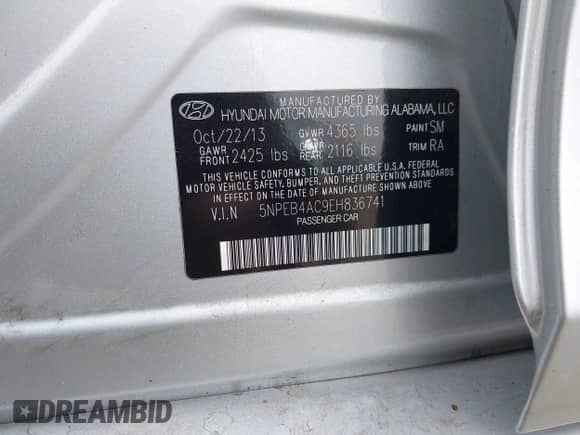 MANUFACTURED BY
HYUNDAI MOTOR MANUFACTURING ALABAMA, LLC
Oct/22/13 GVWR 4365 lbs PAINT SM
GAWR FRONT 2425 lbs GAWR REAR 2116 lbs TRIM RA
THIS VEHICLE CONFORMS TO ALL APPLICABLE U.S.A. FEDERAL
MOTOR VEHICLE SAFETY, BUMPER, AND THEFT PREVENTION STANDARDS
IN EFFECT ON THE DATE OF MANUFACTURE SHOWN ABOVE.
V.I.N 5NPEB4AC9EH836741
PASSENGER CAR
DREAMBID